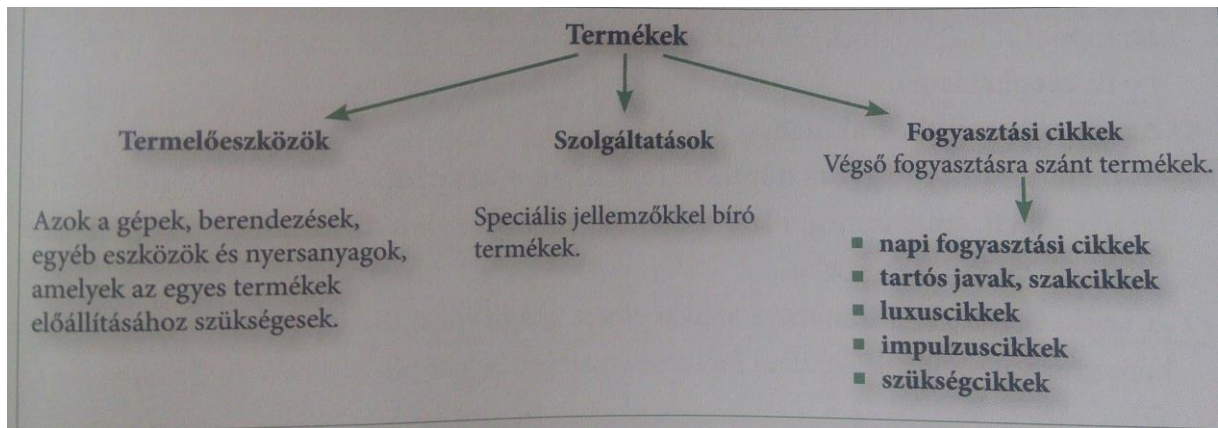 Termékek
Termelőeszközök
Azok a gépek, berendezések,
egyéb eszközök és nyersanyagok,
amelyek az egyes termékek
előállításához szükségesek.
Szolgáltatások
Speciális jellemzőkkel bíró
termékek.
Fogyasztási cikkek
Végső fogyasztásra szánt termékek.
▪ napi fogyasztási cikkek
▪ tartós javak, szakcikkek
▪ luxuscikkek
▪ impulzuscikkek
▪ szükségcikkek